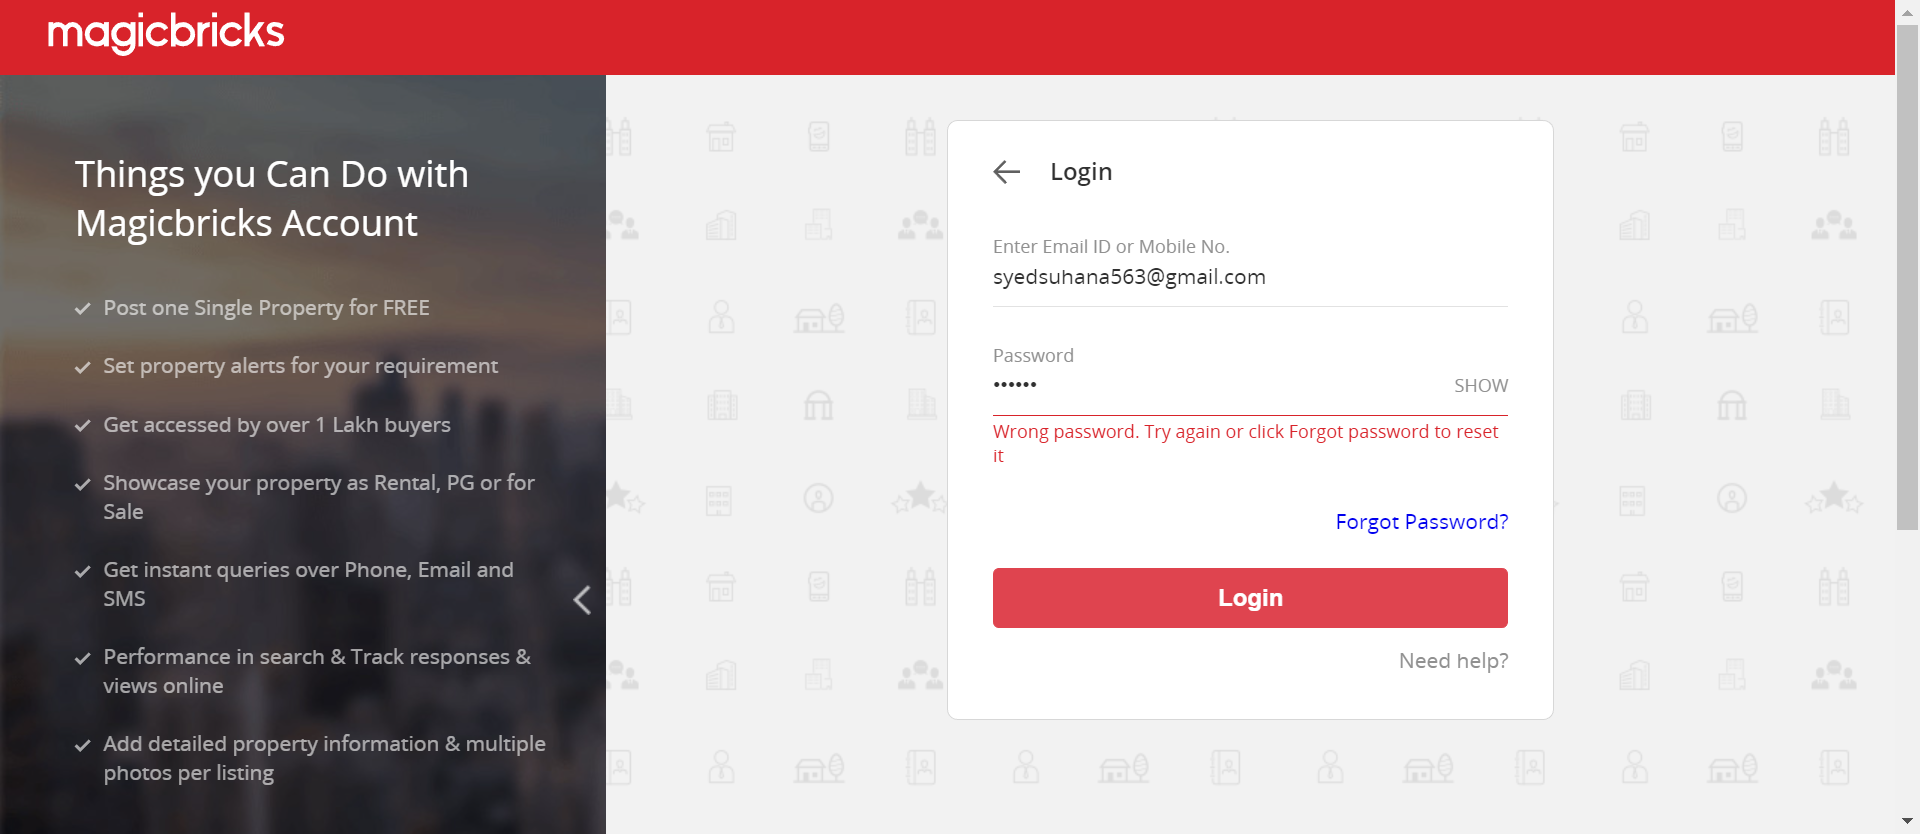 magicbricks
Things you Can Do with
Magicbricks Account
Post one Single Property for FREE
Set property alerts for your requirement
Get accessed by over 1 Lakh buyers
Showcase your property as Rental, PG or for
Sale
Get instant queries over Phone, Email and
SMS
Performance in search & Track responses &
views online
Add detailed property information & multiple
photos per listing
Login
Enter Email ID or Mobile No.
syedsuhana563@gmail.com
Password
••••••
SHOW
Wrong password. Try again or click Forgot password to reset
it
Forgot Password?
Login
Need help?